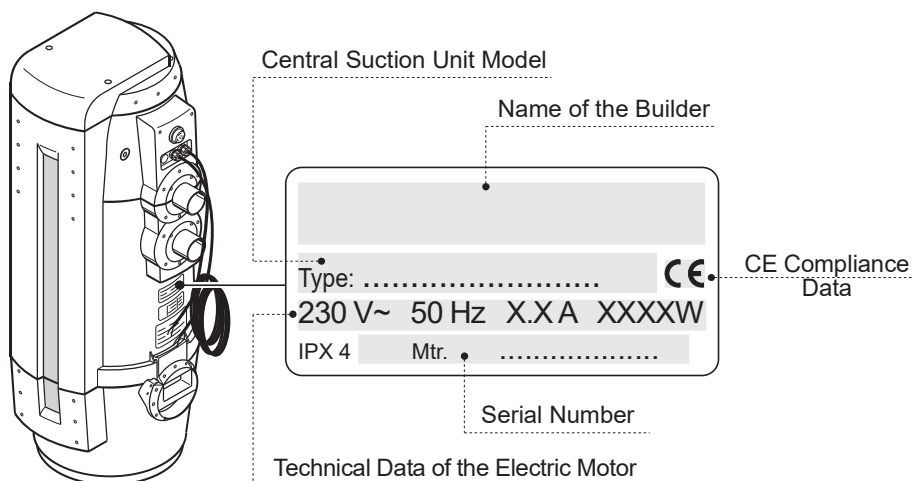 Central Suction Unit Model
Name of the Builder
Type: ..........................
CE
CE Compliance
Data
230 V~ 50 Hz X.X A XXXXW
IPX 4 Mtr. ...................
Serial Number
Technical Data of the Electric Motor